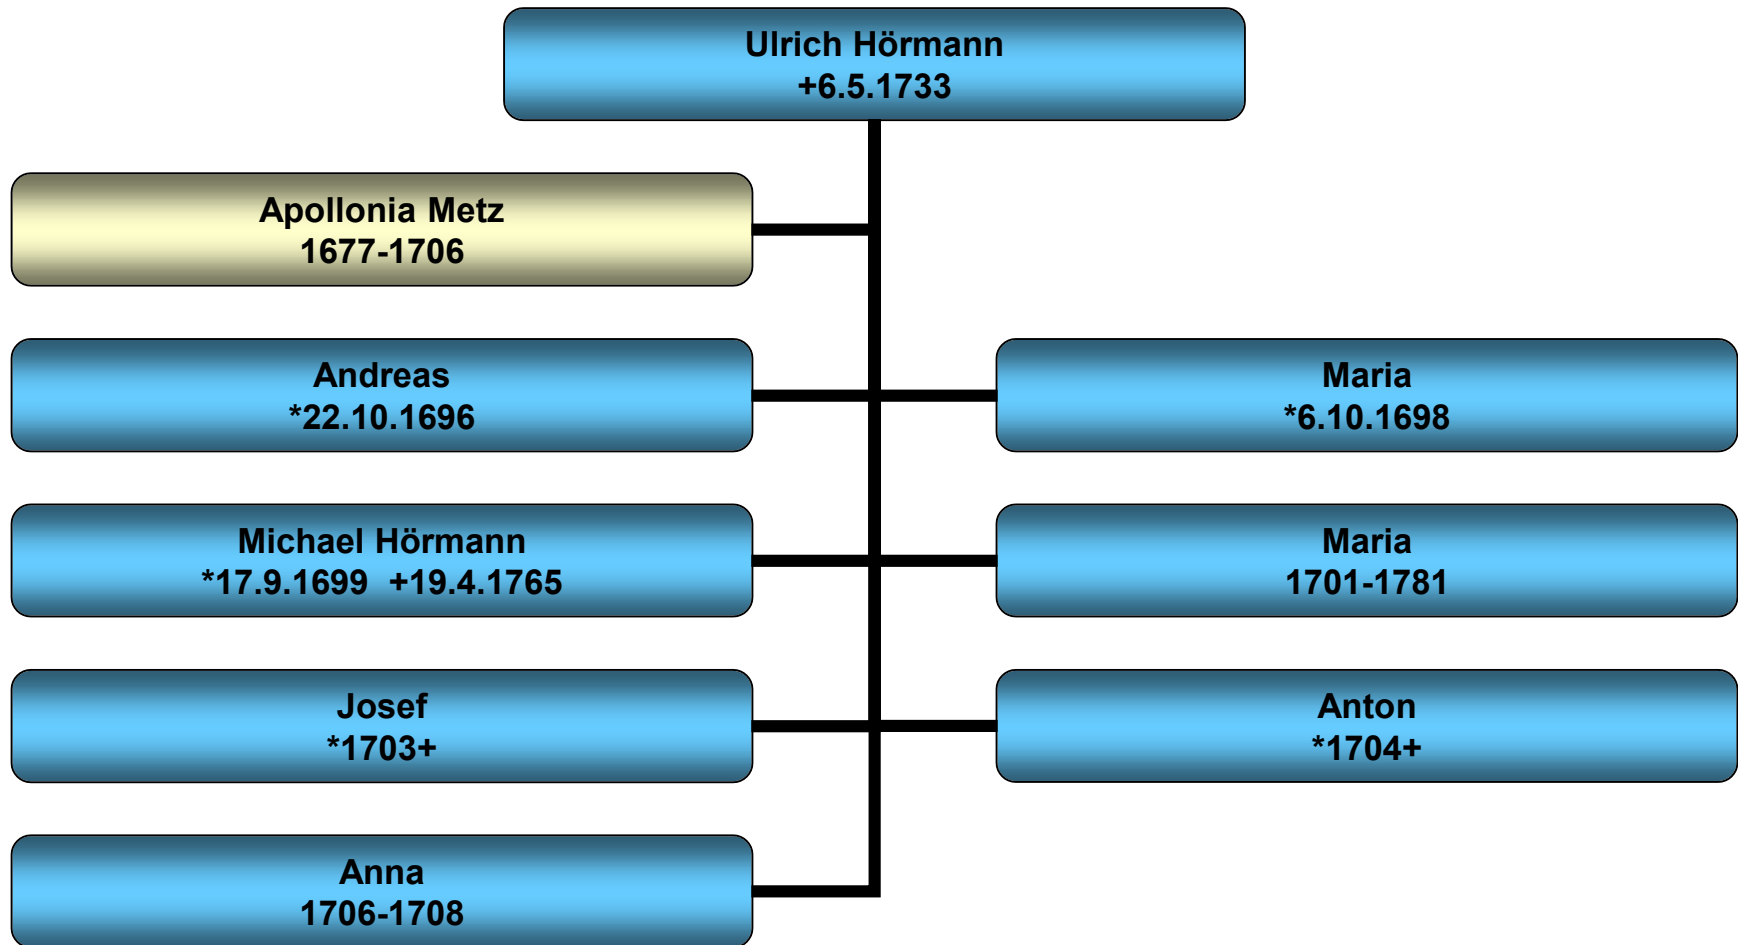 Ulrich Hörmann
+6.5.1733
Apollonia Metz
1677-1706
Andreas
*22.10.1696
Maria
*6.10.1698
Michael Hörmann
*17.9.1699  +19.4.1765
Maria
1701-1781
Josef
*1703+
Anton
*1704+
Anna
1706-1708